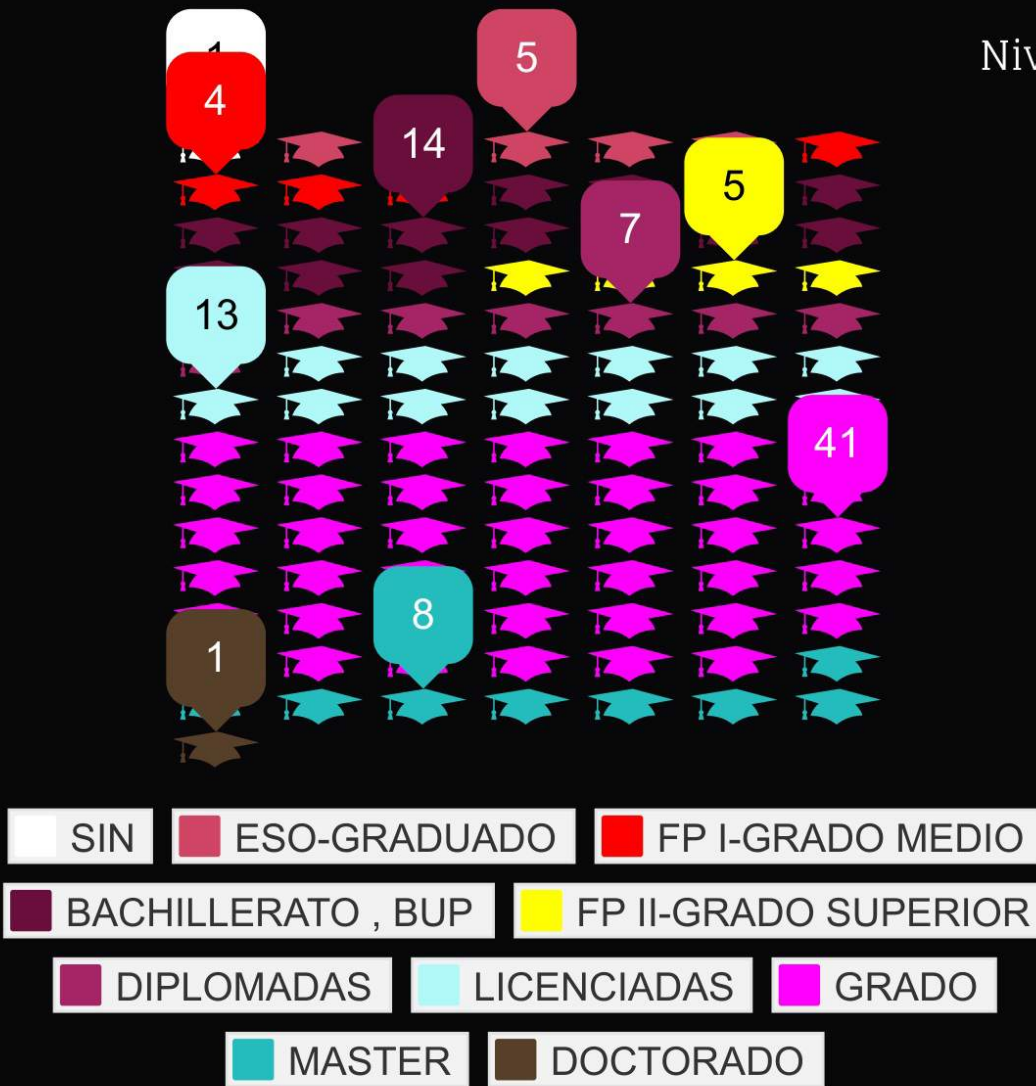 1
5
Niv
4
14
5
7
13
41
8
1
SIN ESO-GRADUADO FP I-GRADO MEDIO
BACHILLERATO , BUP FP II-GRADO SUPERIOR
DIPLOMADAS LICENCIADAS GRADO
MASTER DOCTORADO